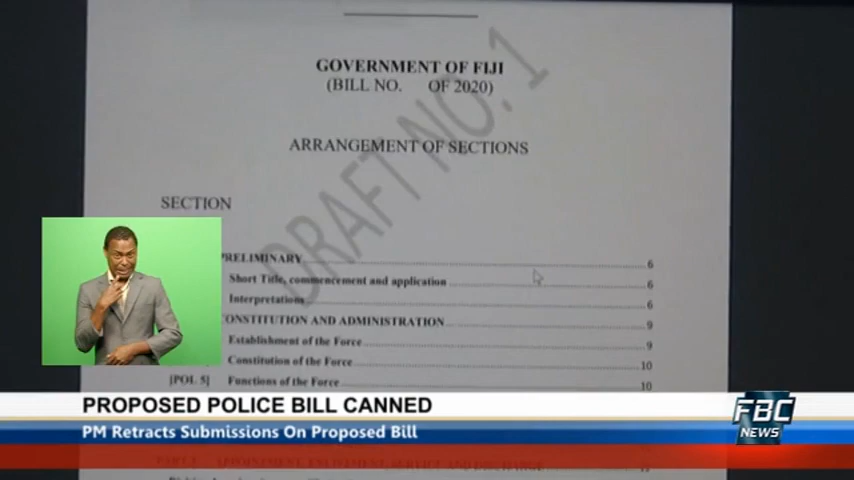 GOVERNMENT OF FIJI
(BILL NO. OF 2020)
DRAFT NO. 1
ARRANGEMENT OF SECTIONS
SECTION
PRELIMINARY 6
Short Title, commencement and application 6
Interpretations 6
CONSTITUTION AND ADMINISTRATION 9
Establishment of the Force 9
Constitution of the Force 10
[POL 5] Functions of the Force 10
PROPOSED POLICE BILL CANNED
PM Retracts Submissions On Proposed Bill
FBC
NEWS